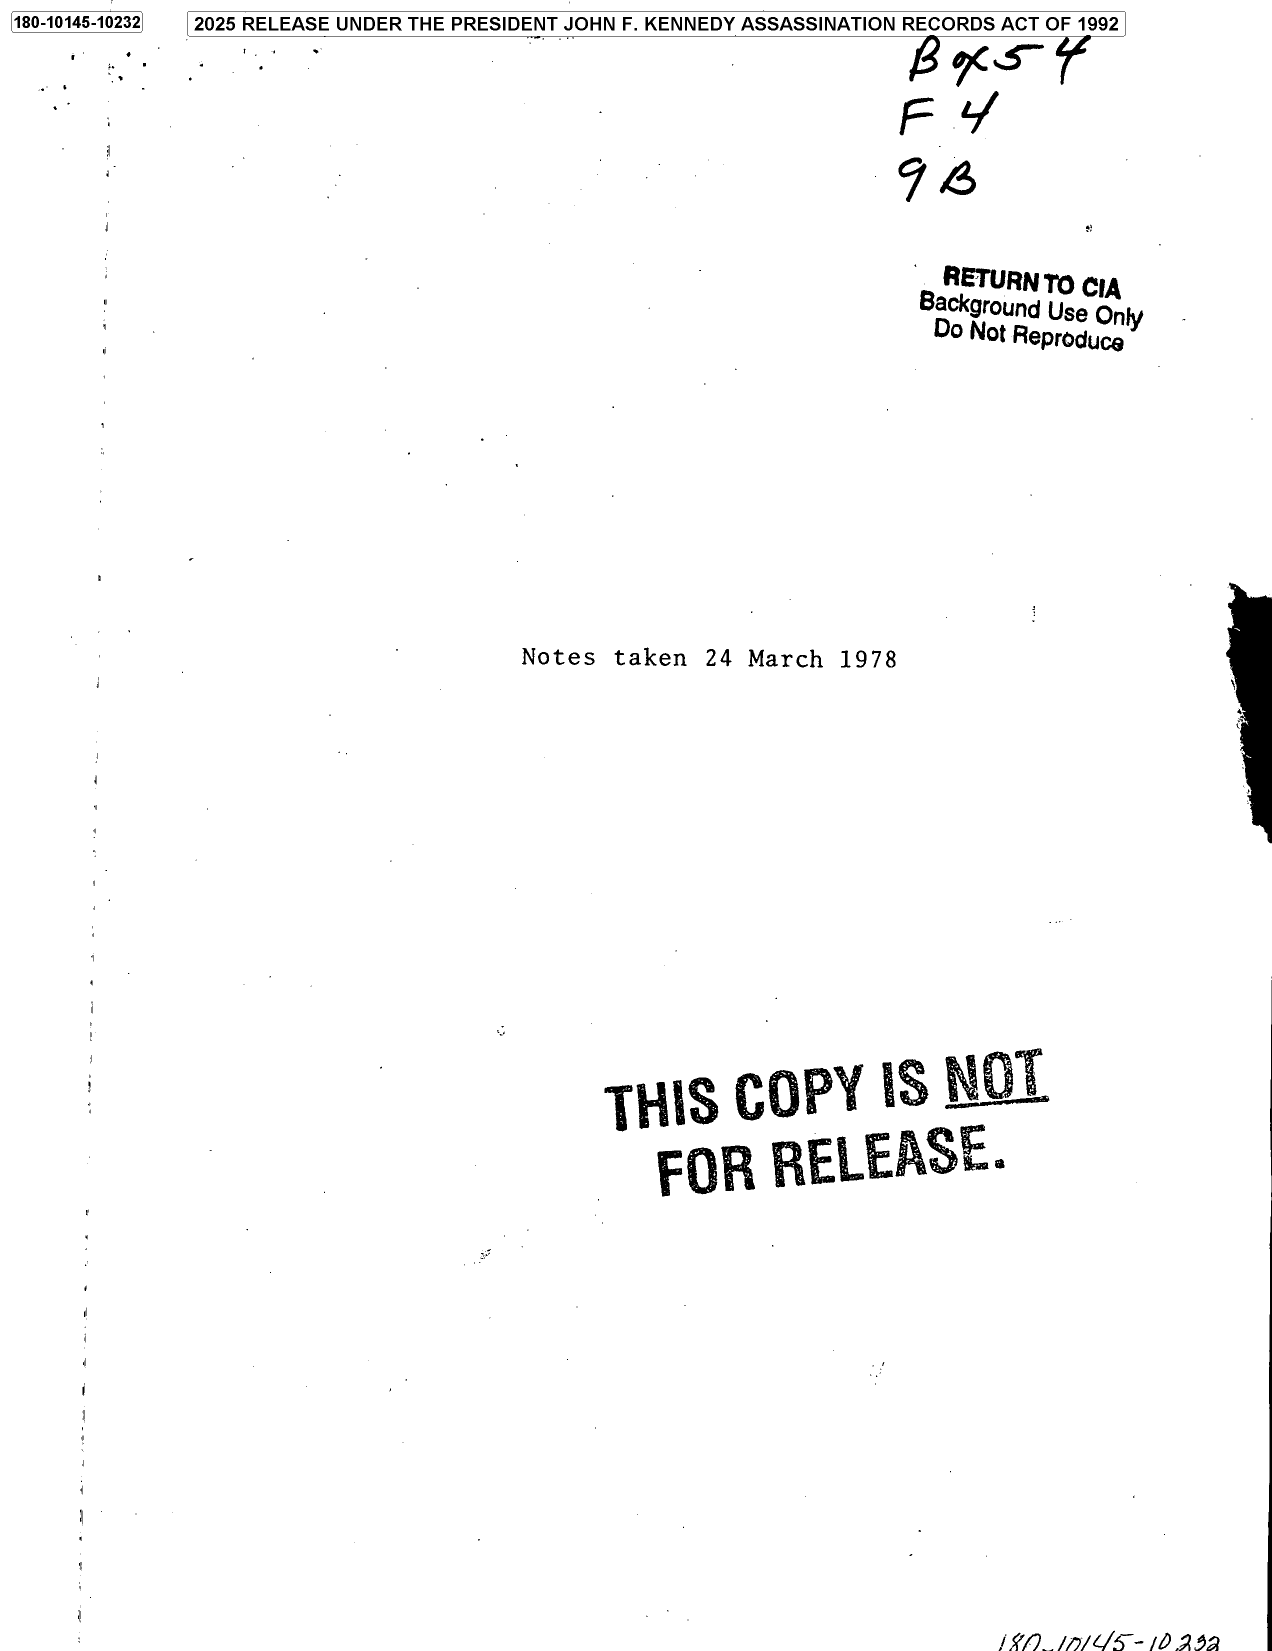 180-10145-10232
2025 RELEASE UNDER THE PRESIDENT JOHN F. KENNEDY ASSASSINATION RECORDS ACT OF 1992
Box 54
F 4
9B
RETURN TO CIA
Background Use Only
Do Not Reproduce
Notes taken 24 March 1978
THIS COPY IS NOT
FOR RELEASE.
180-10145-10232